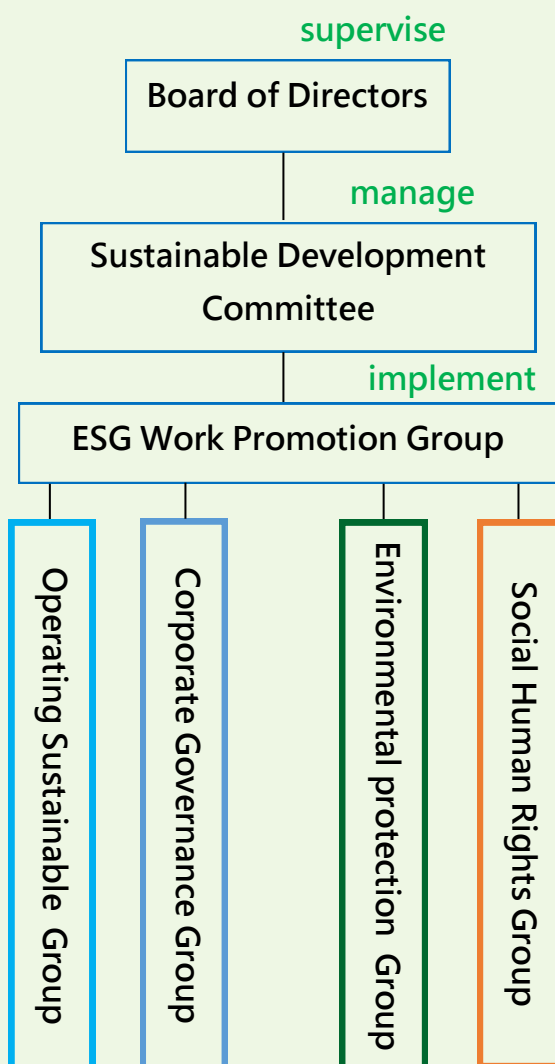 supervise
Board of Directors
manage
Sustainable Development
Committee
implement
ESG Work Promotion Group
Operating Sustainable Group
Corporate Governance Group
Environmental protection Group
Social Human Rights Group